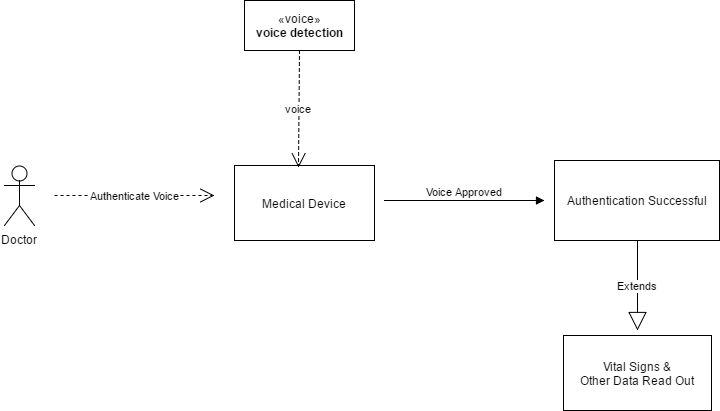 «voice»
voice detection
voice
Authenticate Voice
Doctor
Medical Device
Voice Approved
Authentication Successful
Extends
Vital Signs &
Other Data Read Out